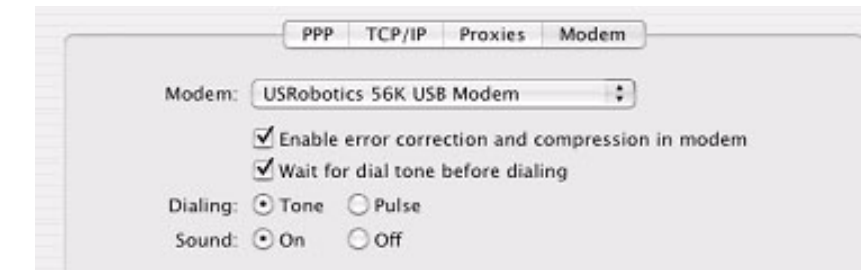 PPP TCP/IP Proxies Modem
Modem: USRobotics 56K USB Modem
Enable error correction and compression in modem
Wait for dial tone before dialing
Dialing: Tone Pulse
Sound: On Off